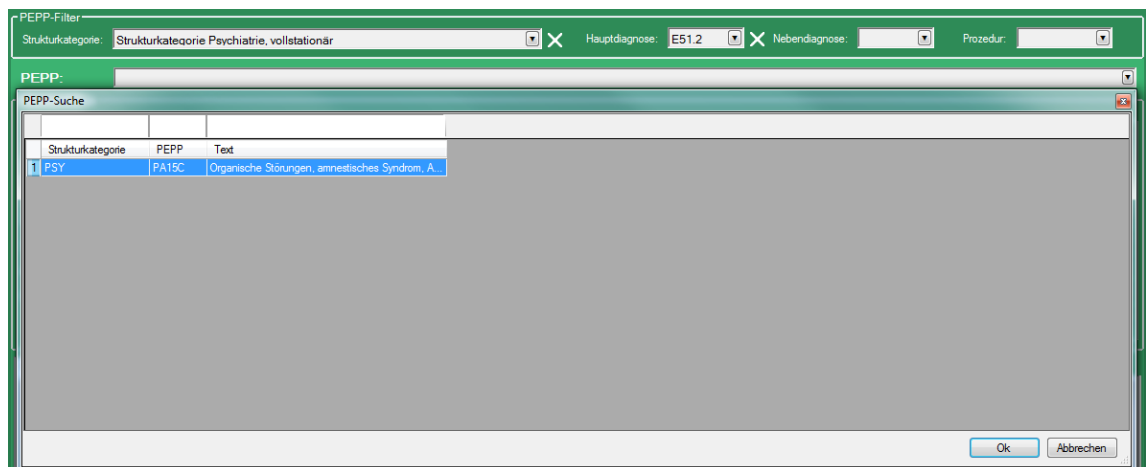 PEPP-Filter
Strukturkategorie: Strukturkategorie Psychiatrie, vollstationär Hauptdiagnose: E51.2 Nebendiagnose: Prozedur:
PEPP:
PEPP-Suche
Strukturkategorie PEPP Text
1 PSY PA15C Organische Störungen, amnestisches Syndrom, A...
Ok Abbrechen